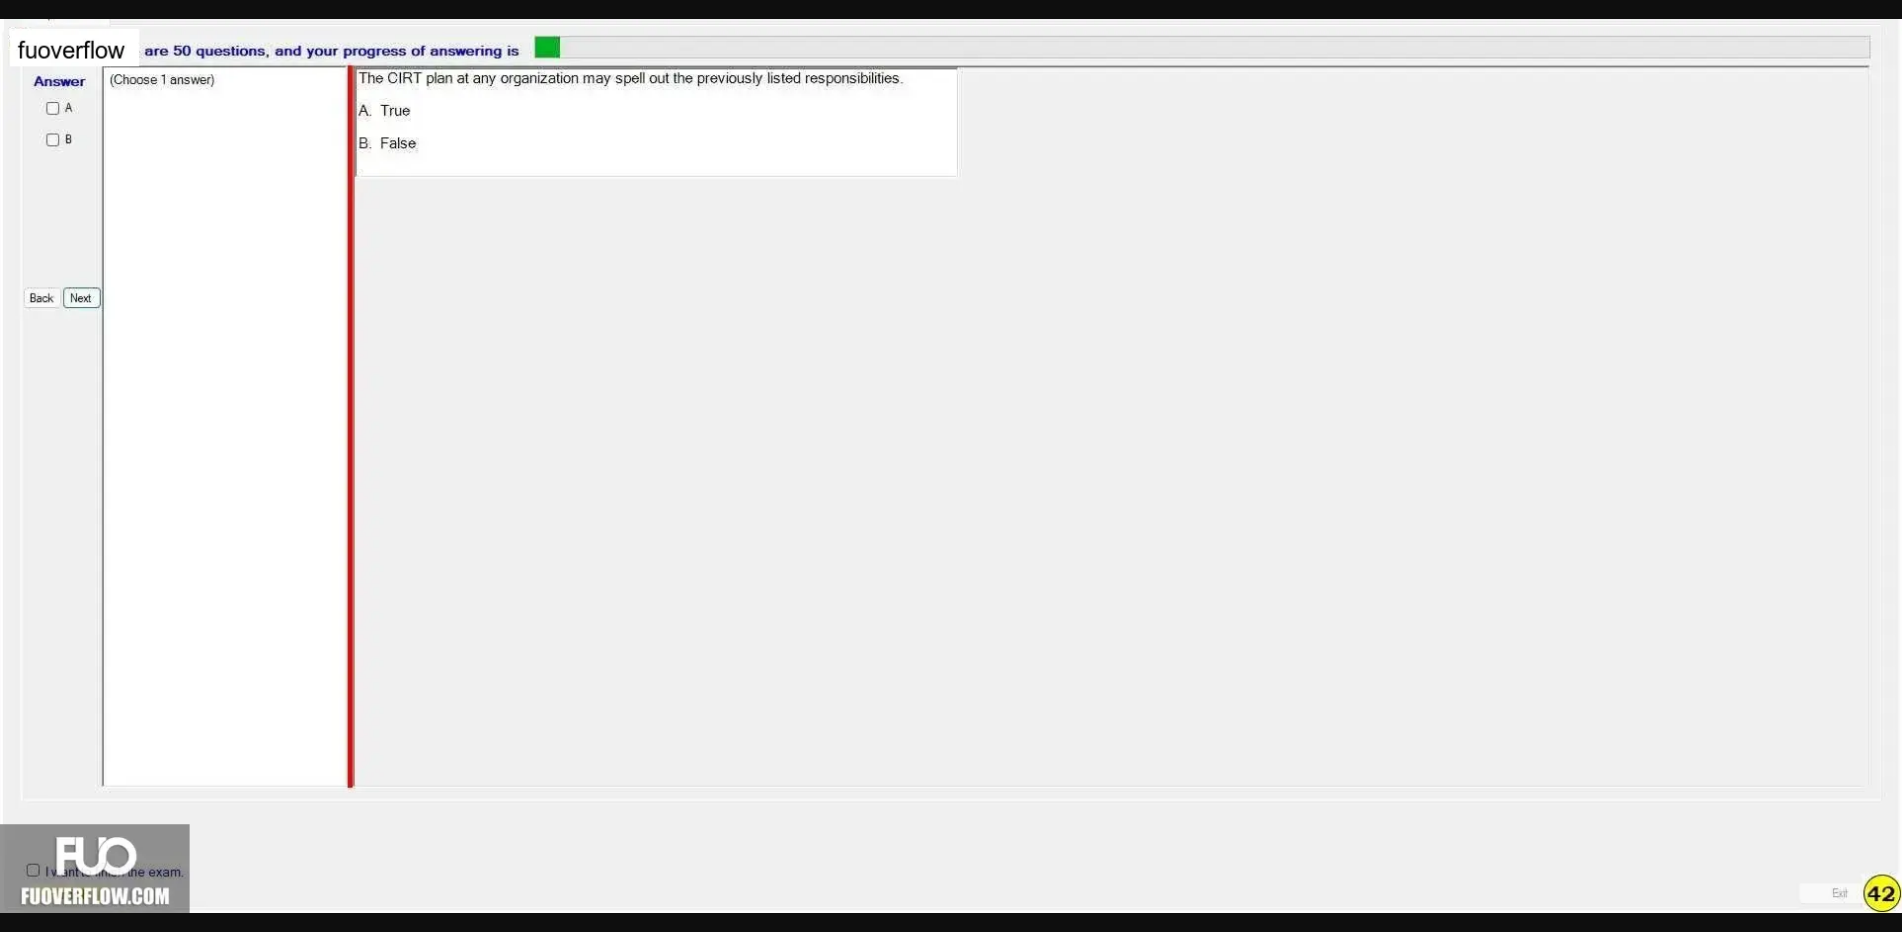 fuoverflow are 50 questions, and your progress of answering is
Answer
(Choose 1 answer)
A
B
The CIRT plan at any organization may spell out the previously listed responsibilities.
A. True
B. False
Back Next
FUO
the exam.
FUOVERFLOW.COM
Exit
42